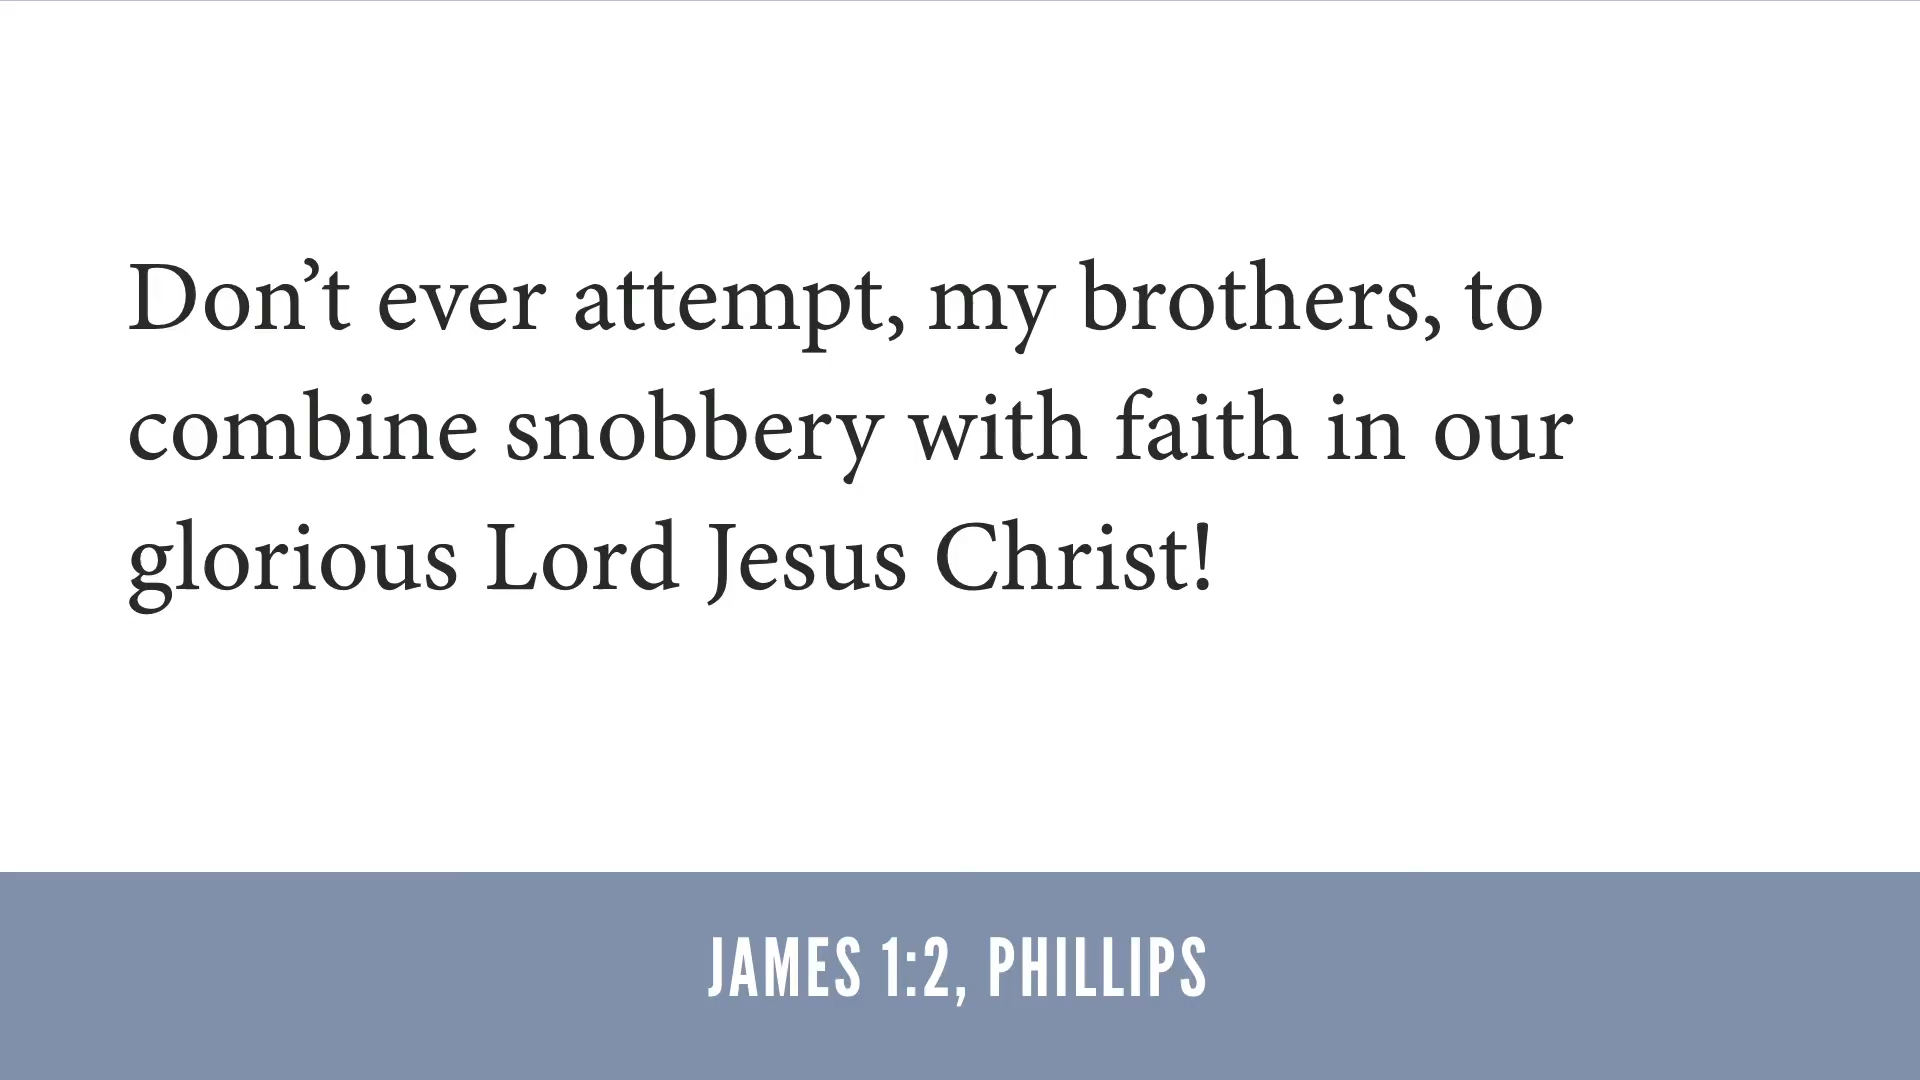 Don’t ever attempt, my brothers, to
combine snobbery with faith in our
glorious Lord Jesus Christ!
JAMES 1:2, PHILLIPS